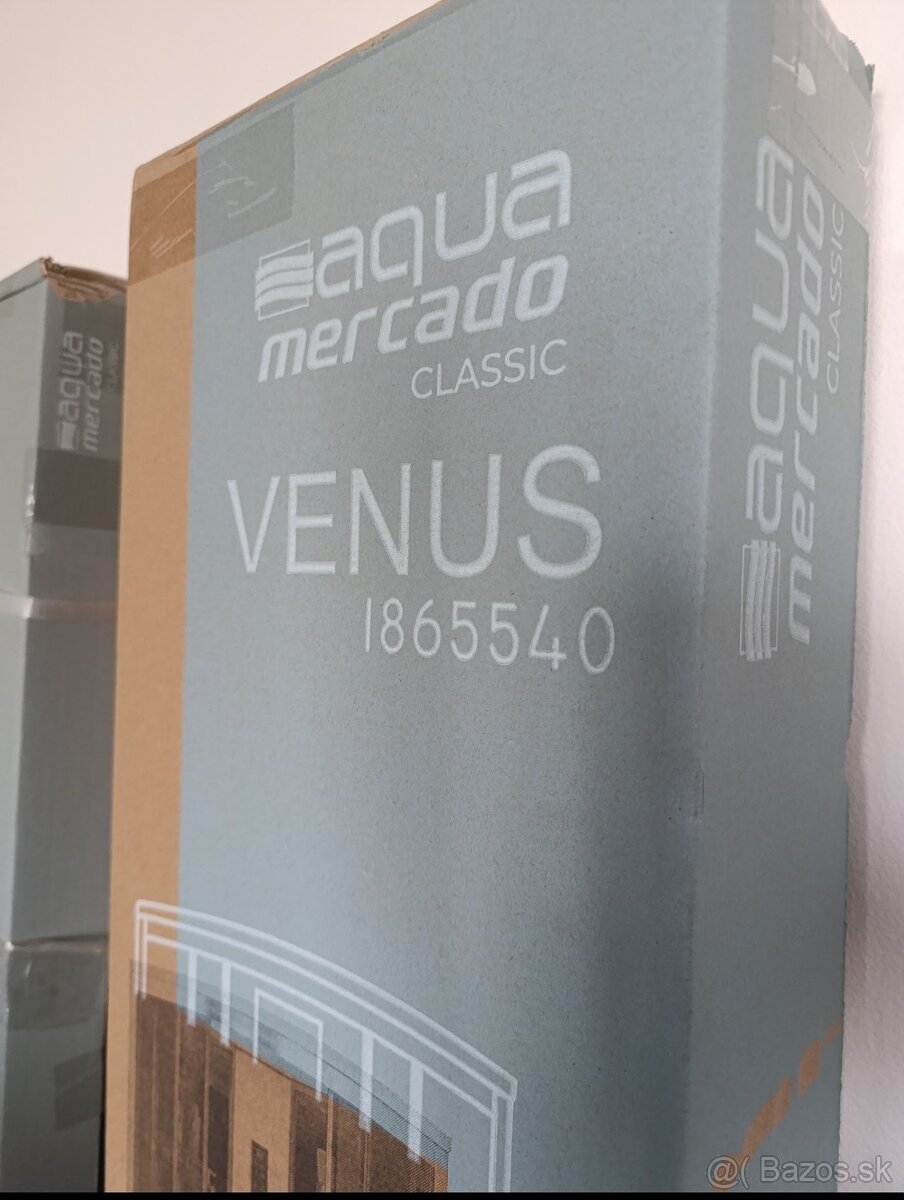 aqua
mercado
CLASSIC
VENUS
1865540
aqua
mercado
CLASSIC
aqua
mercado
CLASSIC
@( Bazos.sk